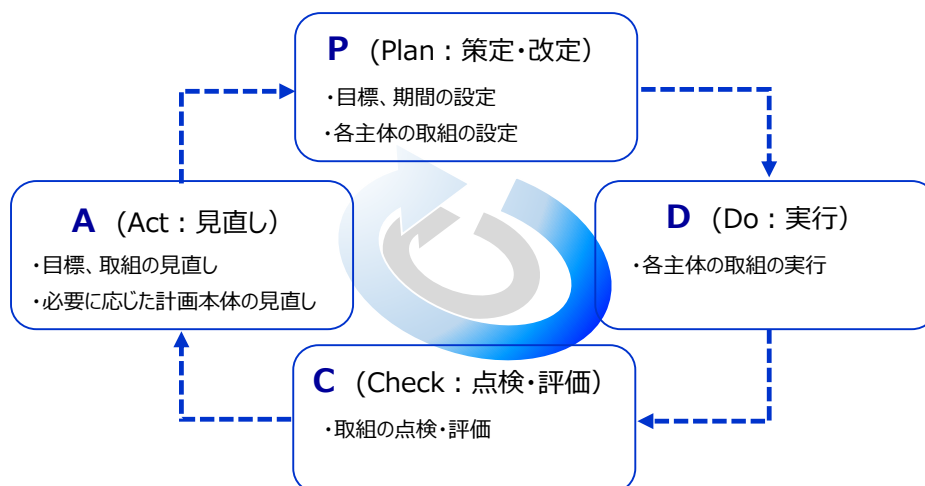 P (Plan：策定・改定）
・目標、期間の設定
・各主体の取組の設定
D (Do：実行）
・各主体の取組の実行
C (Check：点検・評価）
・取組の点検・評価
A (Act：見直し）
・目標、取組の見直し
・必要に応じた計画本体の見直し